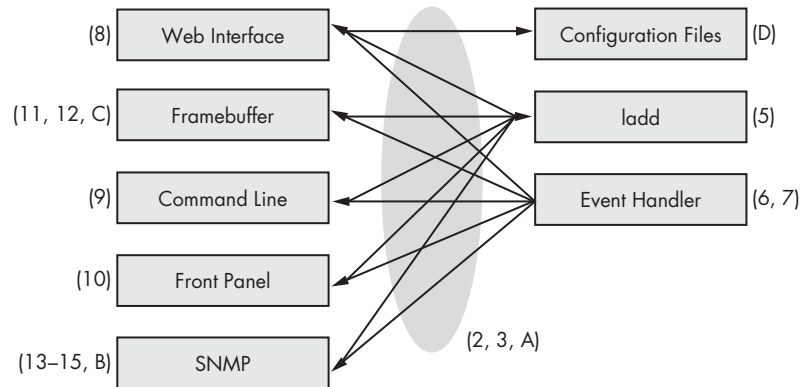 (8) Web Interface Configuration Files (D)
(11, 12, C) Framebuffer ladd (5)
(9) Command Line Event Handler (6, 7)
(10) Front Panel
(2, 3, A)
(13–15, B) SNMP